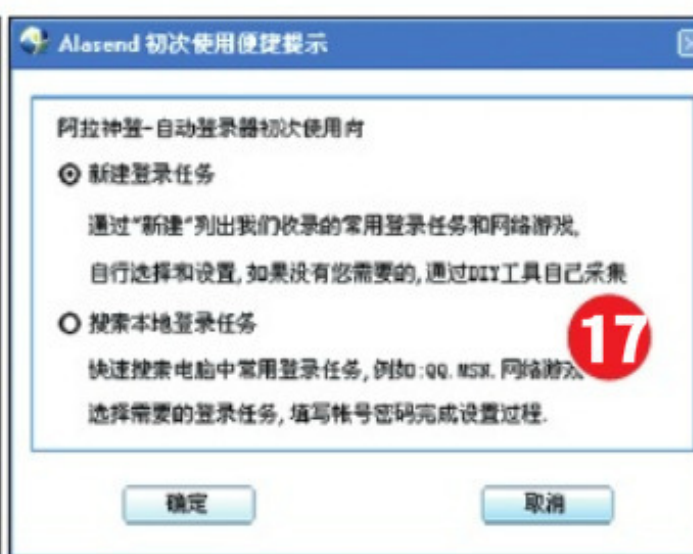 Alasend 初次使用便捷提示
阿拉神登-自动登录器初次使用向
新建登录任务
通过"新建"列出我们收录的常用登录任务和网络游戏,
自行选择和设置,如果没有您需要的,通过DIY工具自己采集
搜索本地登录任务
17
快速搜索电脑中常用登录任务,例如:QQ.MSN.网络游戏
选择需要的登录任务,填写帐号密码完成设置过程.
确定
取消